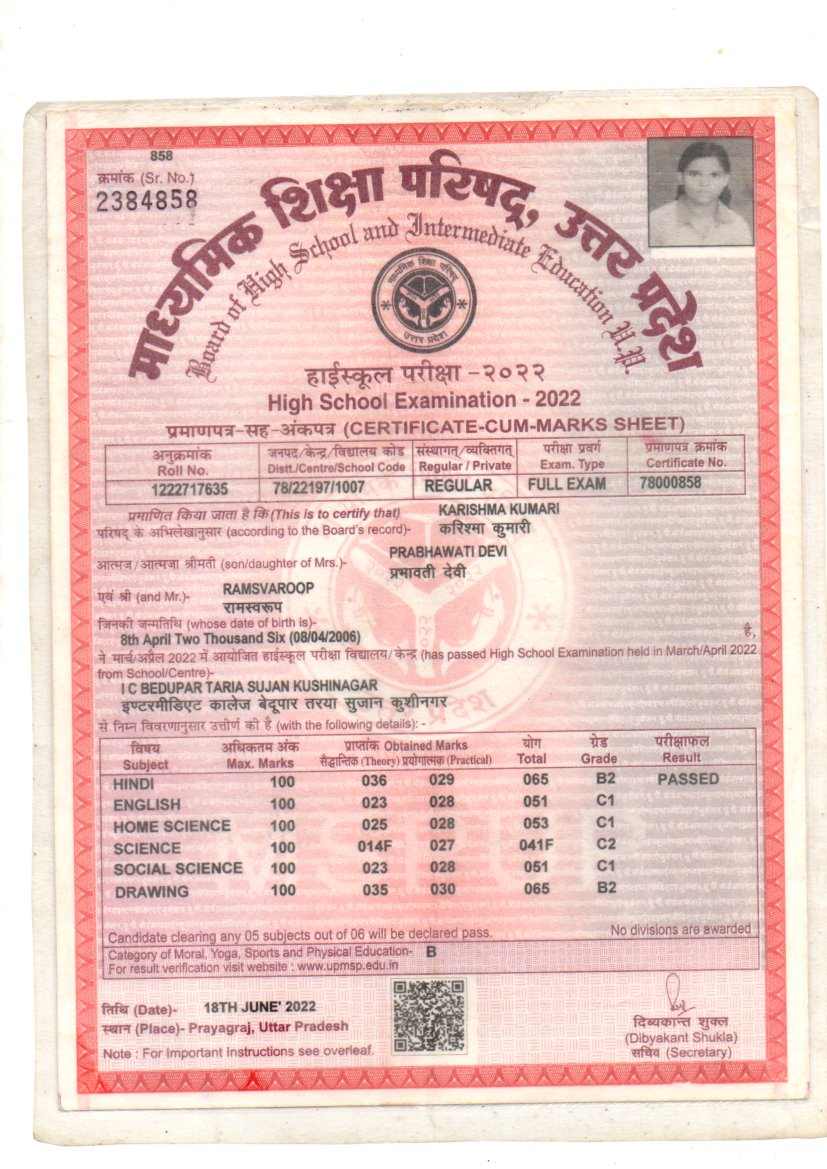 858
क्रमांक (Sr. No.)
2384858
माध्यमिक शिक्षा परिषद्, उत्तर प्रदेश
Board of High School and Intermediate Education U.P.
माध्यमिक शिक्षा परिषद्
उत्तर प्रदेश
हाईस्कूल परीक्षा -२०२२
High School Examination - 2022
प्रमाणपत्र-सह-अंकपत्र (CERTIFICATE-CUM-MARKS SHEET)
अनुक्रमांक जनपद/केन्द्र/विद्यालय कोड संस्थागत/व्यक्तिगत् परीक्षा प्रवर्ग प्रमाणपत्र क्रमांक
Roll No. Distt./Centre/School Code Regular / Private Exam. Type Certificate No.
1222717635 78/22197/1007 REGULAR FULL EXAM 78000858
प्रमाणित किया जाता है कि (This is to certify that) KARISHMA KUMARI
परिषद् के अभिलेखानुसार (according to the Board's record)- करिश्मा कुमारी
PRABHAWATI DEVI
आत्मज/आत्मजा श्रीमती (son/daughter of Mrs.)- प्रभावती देवी
RAMSVAROOP
एवं श्री (and Mr.)- रामस्वरूप
जिनकी जन्मतिथि (whose date of birth is)-
8th April Two Thousand Six (08/04/2006) है,
ने मार्च/अप्रैल 2022 में आयोजित हाईस्कूल परीक्षा विद्यालय/केन्द्र (has passed High School Examination held in March/April 2022
from School/Centre)-
I C BEDUPAR TARIA SUJAN KUSHINAGAR
इण्टरमीडिएट कालेज बेदूपार तरया सुजान कुशीनगर
से निम्न विवरणानुसार उत्तीर्ण की है (with the following details): -
विषय अधिकतम अंक प्राप्तांक Obtained Marks योग ग्रेड परीक्षाफल
Subject Max. Marks सैद्धान्तिक (Theory) प्रयोगात्मक (Practical) Total Grade Result
HINDI 100 036 029 065 B2 PASSED
ENGLISH 100 023 028 051 C1
HOME SCIENCE 100 025 028 053 C1
SCIENCE 100 014F 027 041F C2
SOCIAL SCIENCE 100 023 028 051 C1
DRAWING 100 035 030 065 B2
Candidate clearing any 05 subjects out of 06 will be declared pass. No divisions are awarded
Category of Moral, Yoga, Sports and Physical Education- B
For result verification visit website : www.upmsp.edu.in
तिथि (Date)- 18TH JUNE' 2022
स्थान (Place)- Prayagraj, Uttar Pradesh
Note : For Important Instructions see overleaf.
दिब्यकान्त शुक्ल
(Dibyakant Shukla)
सचिव (Secretary)